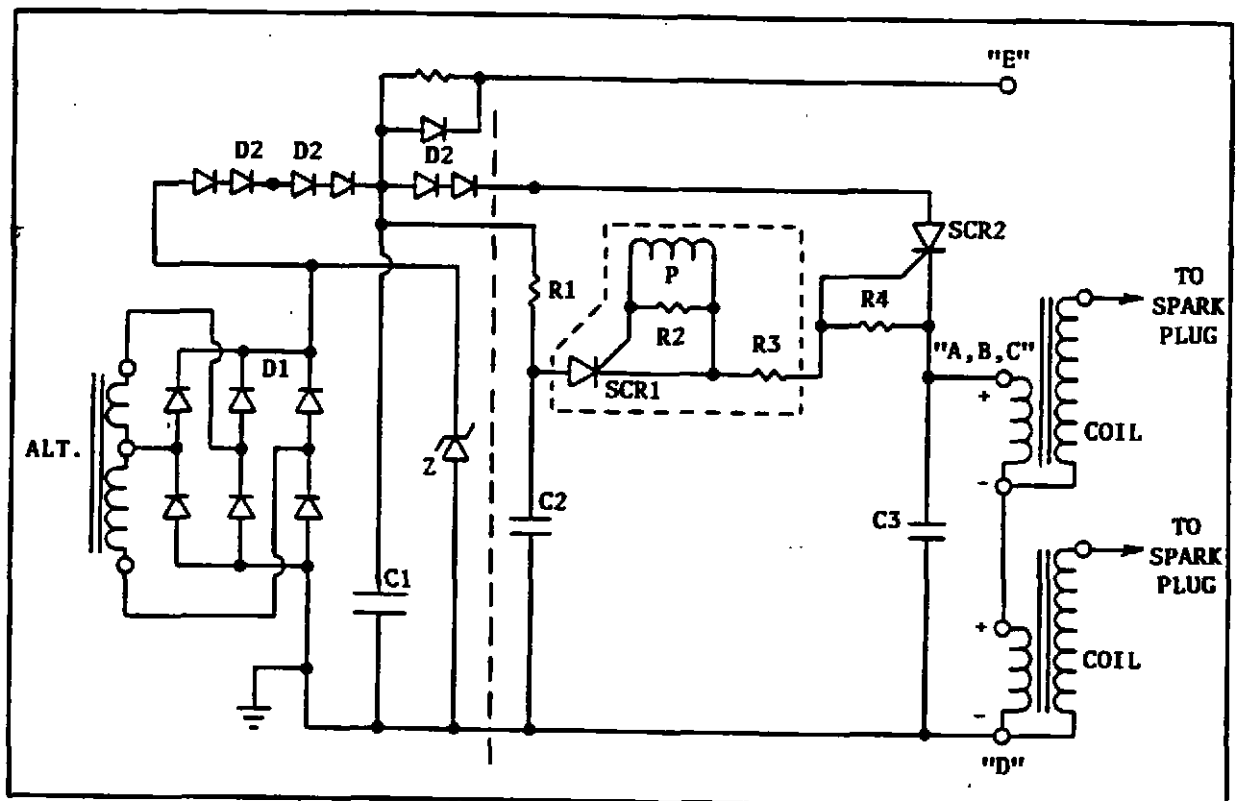 "E"
D2
D2
D2
SCR2
P
R1
R2
R3
R4
SCR1
D1
"A,B,C"
+
TO
SPARK
PLUG
ALT.
Z
COIL
-
C2
C3
C1
TO
SPARK
PLUG
+
COIL
-
"D"